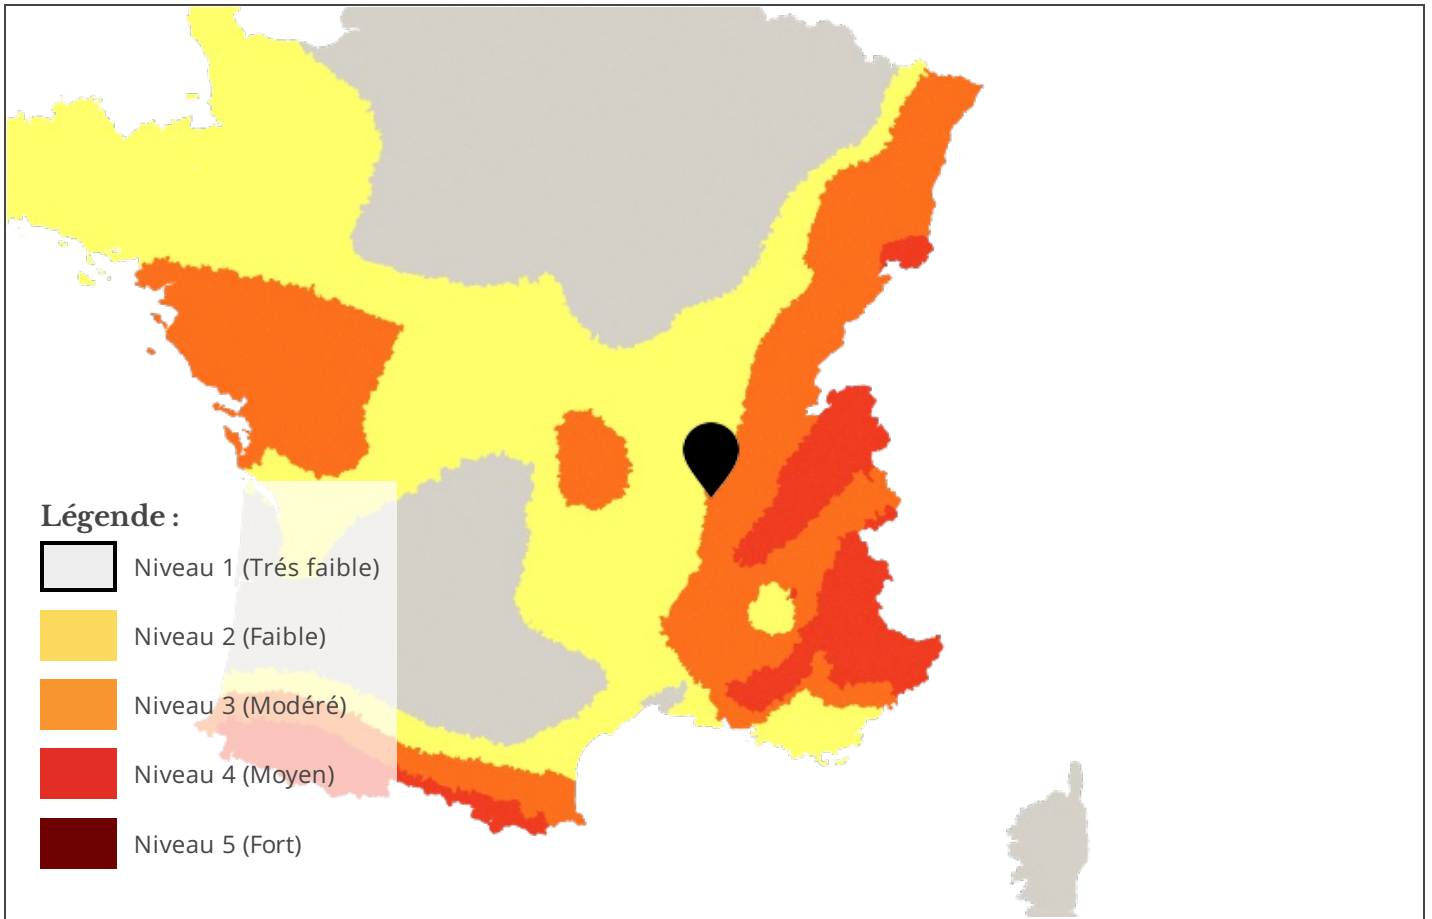 Légende :
Niveau 1 (Trés faible)
Niveau 2 (Faible)
Niveau 3 (Modéré)
Niveau 4 (Moyen)
Niveau 5 (Fort)